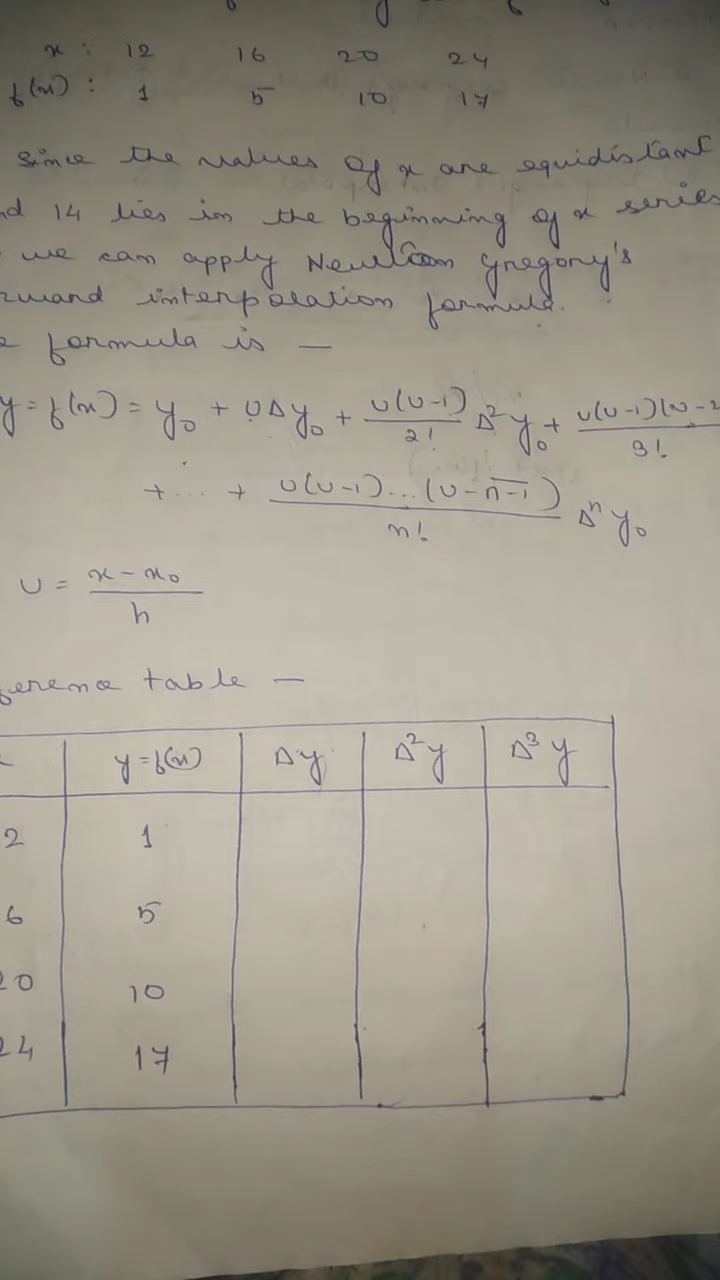 x : 12 16 20 24
f(x) : 1 5 10 17
since the values of x are equidistant
nd 14 lies in the beginning of x series
we can apply Newton Gregory's
rward interpolation formula.
formula is —
y = f(x) = y₀ + UΔy₀ + U(U-1)/2! Δ²y₀ + U(U-1)(U-2/3!
+ ... + U(U-1)...(U-n̅-̅1̅)/n! Δⁿy₀
U = x - x₀/h
ference table —
y = f(x) Δy Δ²y Δ³y
2 1
6 5
20 10
24 17